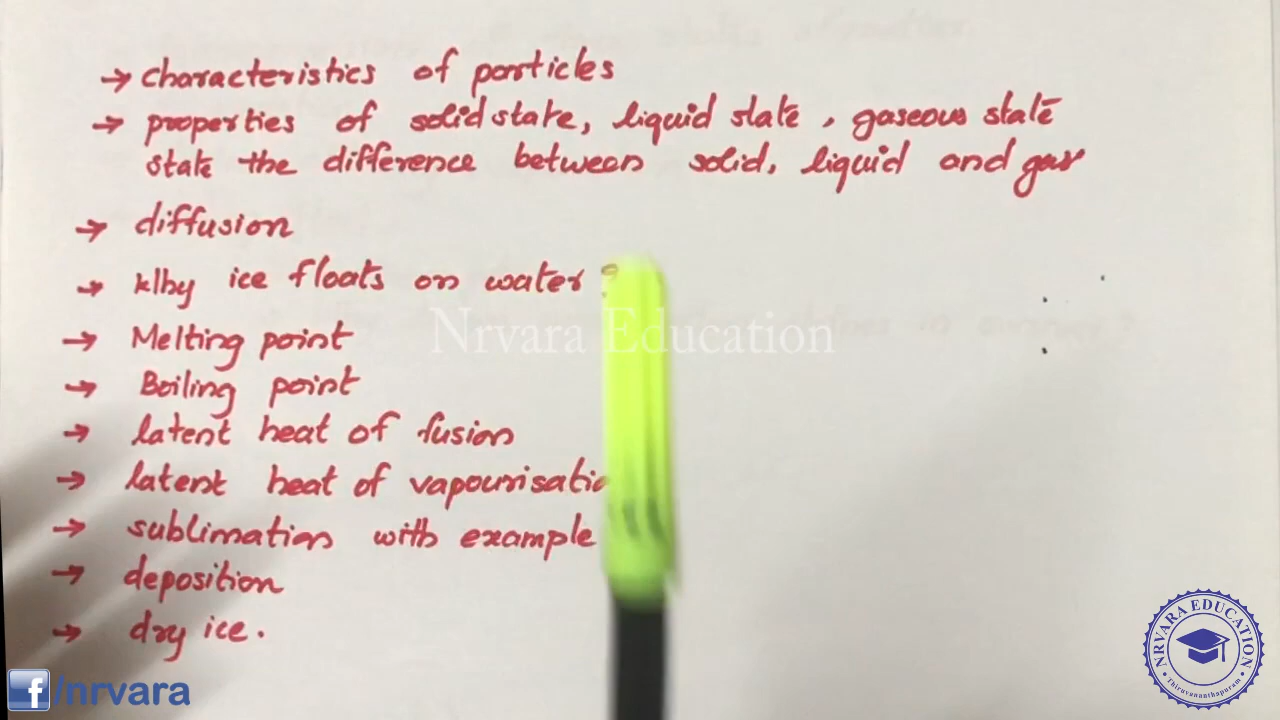 → characteristics of particles
→ properties of solid state, liquid state, gaseous state
state the difference between solid, liquid and gas
→ diffusion
→ Why ice floats on water ?
Nrvara Education
→ Melting point
→ Boiling point
→ latent heat of fusion
→ latent heat of vapourisatio
→ sublimation with example
→ deposition
→ dry ice.
f/nrvara
NRVARA EDUCATION
Thiruvananthapuram